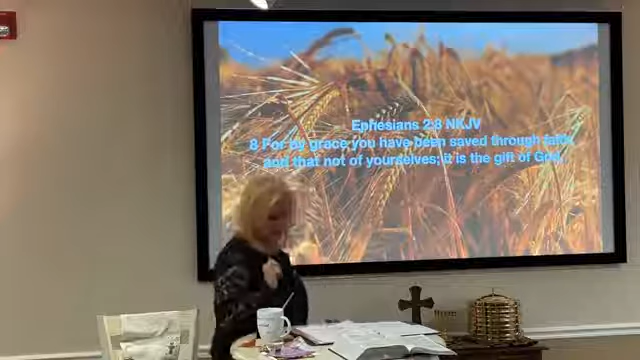 Ephesians 2:8 NKJV
8 For by grace you have been saved through faith,
and that not of yourselves; it is the gift of God,